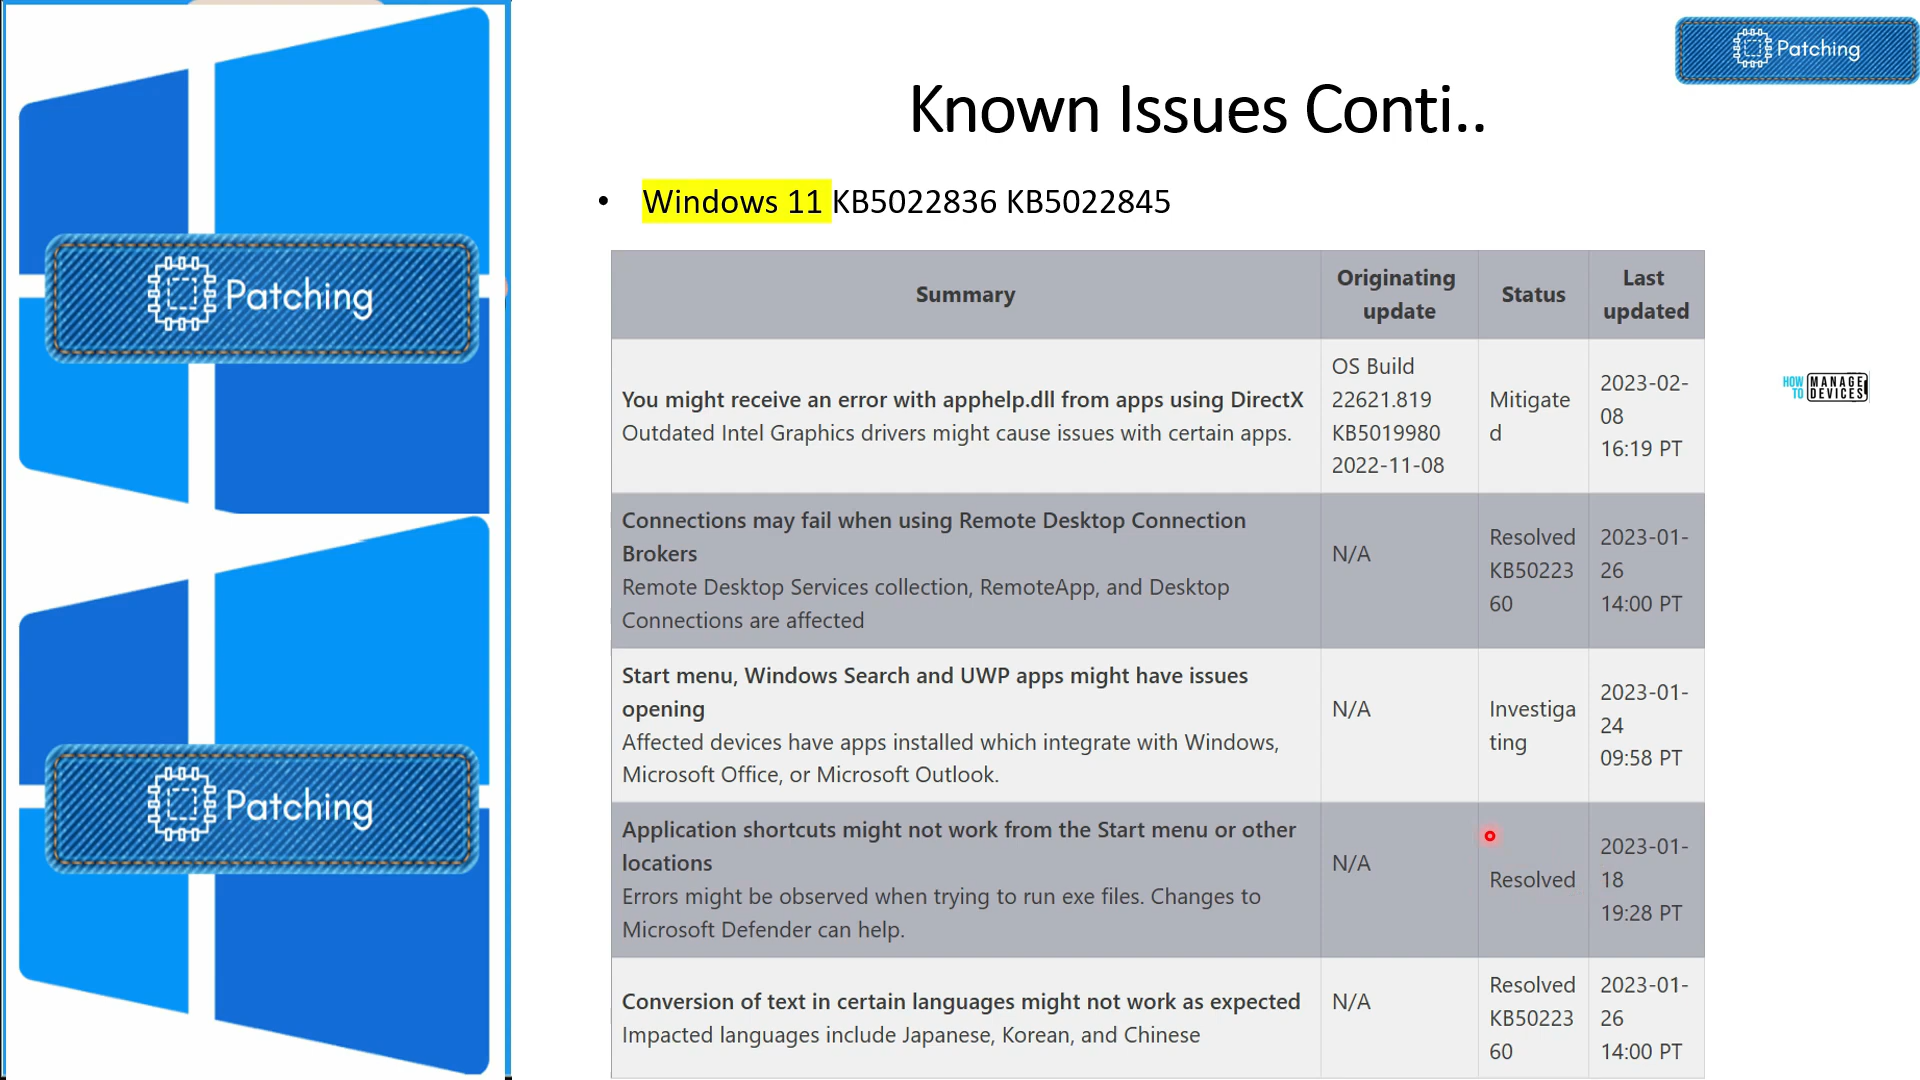 Patching
Known Issues Conti..
• Windows 11 KB5022836 KB5022845
Summary
Originating
update
Status
Last
updated
You might receive an error with apphelp.dll from apps using DirectX
Outdated Intel Graphics drivers might cause issues with certain apps.
OS Build
22621.819
KB5019980
2022-11-08
Mitigate
d
2023-02-
08
16:19 PT
HOW
TO
MANAGE
DEVICES
Patching
Connections may fail when using Remote Desktop Connection
Brokers
Remote Desktop Services collection, RemoteApp, and Desktop
Connections are affected
N/A
Resolved
KB50223
60
2023-01-
26
14:00 PT
Start menu, Windows Search and UWP apps might have issues
opening
Affected devices have apps installed which integrate with Windows,
Microsoft Office, or Microsoft Outlook.
N/A
Investiga
ting
2023-01-
24
09:58 PT
Application shortcuts might not work from the Start menu or other
locations
Errors might be observed when trying to run exe files. Changes to
Microsoft Defender can help.
N/A
Resolved
2023-01-
18
19:28 PT
Patching
Conversion of text in certain languages might not work as expected
Impacted languages include Japanese, Korean, and Chinese
N/A
Resolved
KB50223
60
2023-01-
26
14:00 PT